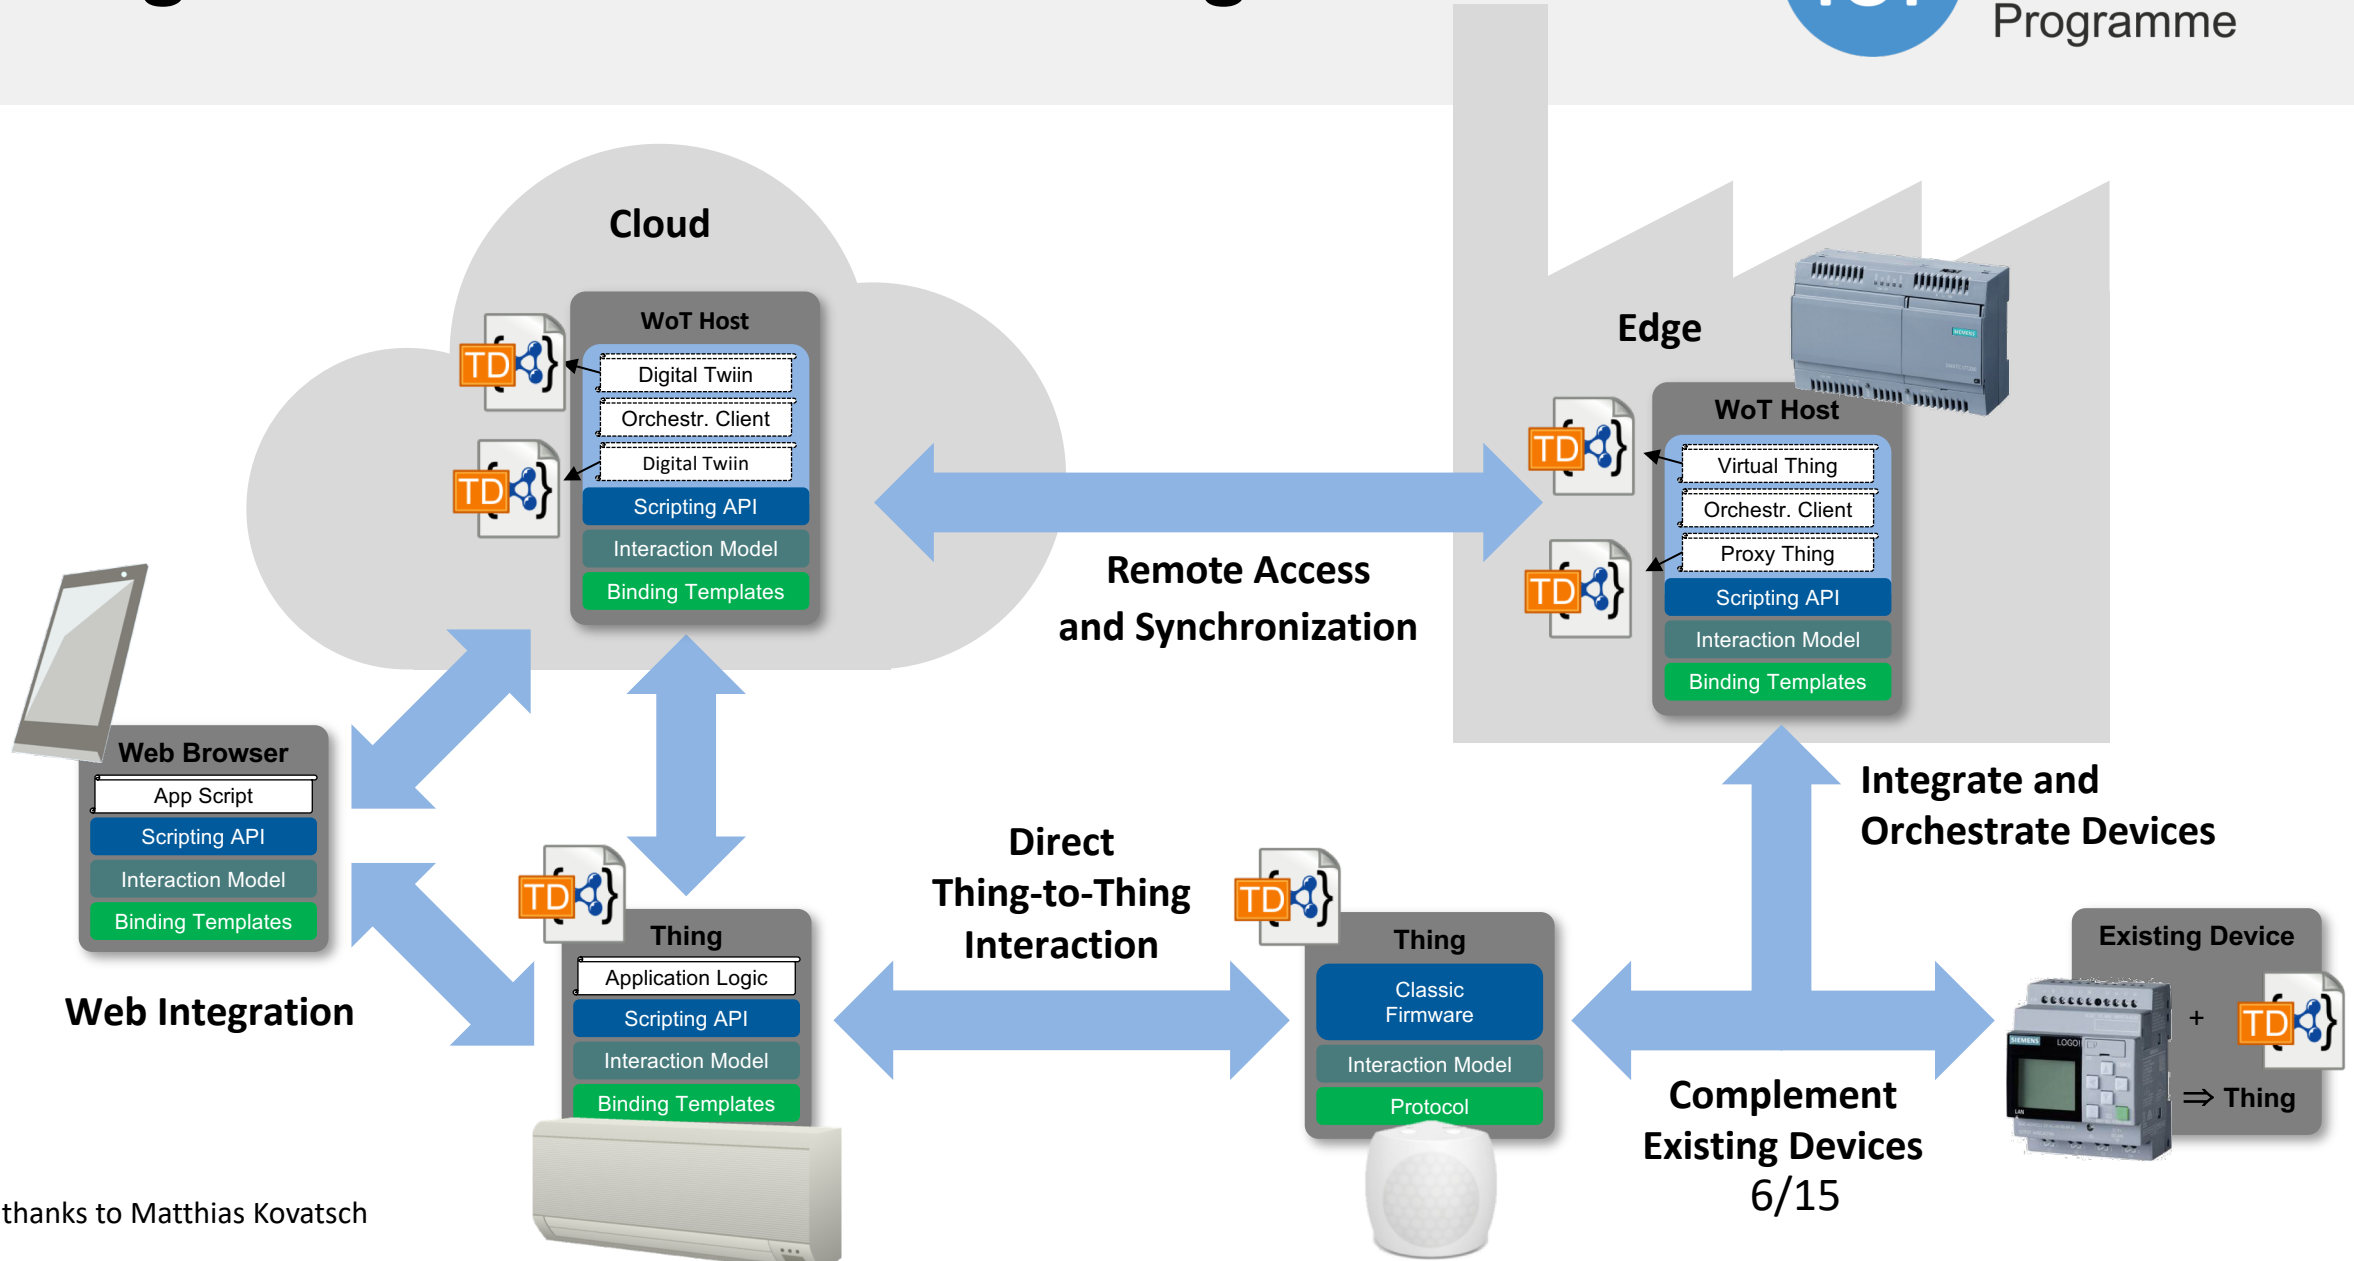 Programme
Cloud
WoT Host
TD
Digital Twiin
Orchestr. Client
TD
Digital Twiin
Scripting API
Interaction Model
Binding Templates
Edge
SIEMENS
WoT Host
TD
Virtual Thing
Orchestr. Client
TD
Proxy Thing
Scripting API
Interaction Model
Binding Templates
Remote Access
and Synchronization
Web Browser
App Script
Scripting API
Interaction Model
Binding Templates
Web Integration
TD
Thing
Application Logic
Scripting API
Interaction Model
Binding Templates
Direct
Thing-to-Thing
Interaction
TD
Thing
Classic
Firmware
Interaction Model
Protocol
Integrate and
Orchestrate Devices
Existing Device
SIEMENS
LOGO!
+
TD
⇒ Thing
Complement
Existing Devices
6/15
thanks to Matthias Kovatsch